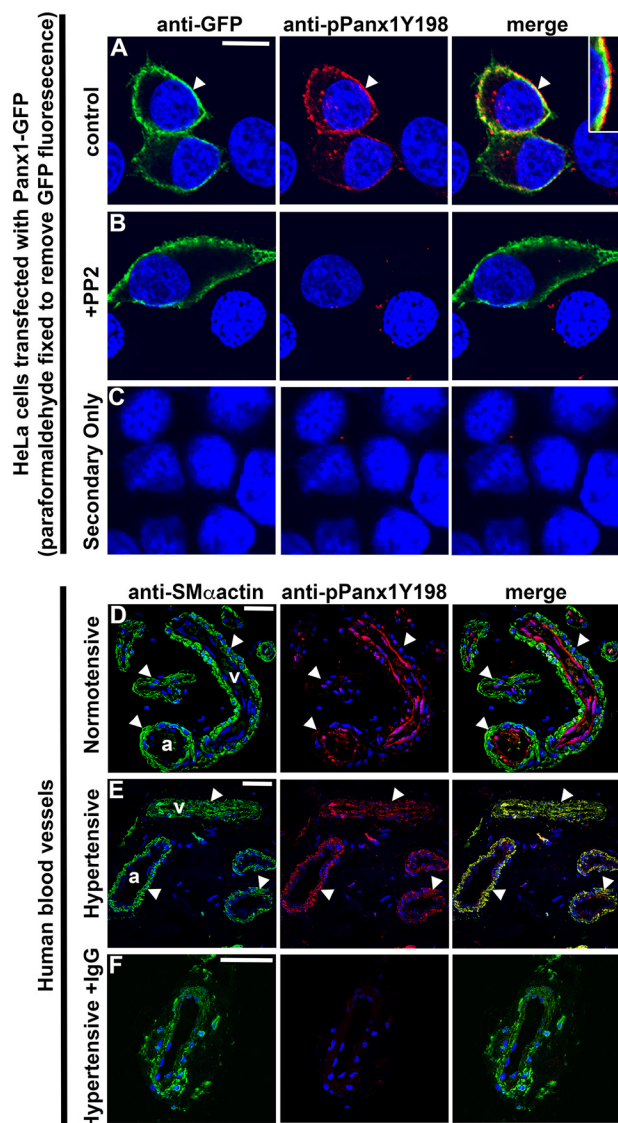 anti-GFP anti-pPanx1Y198 merge
HeLa cells transfected with Panx1-GFP
(paraformaldehyde fixed to remove GFP fluoresecence)
A
control
B
+PP2
C
Secondary Only
anti-SMαactin anti-pPanx1Y198 merge
Human blood vessels
D
v
a
Normotensive
E
v
a
Hypertensive
F
Hypertensive +IgG